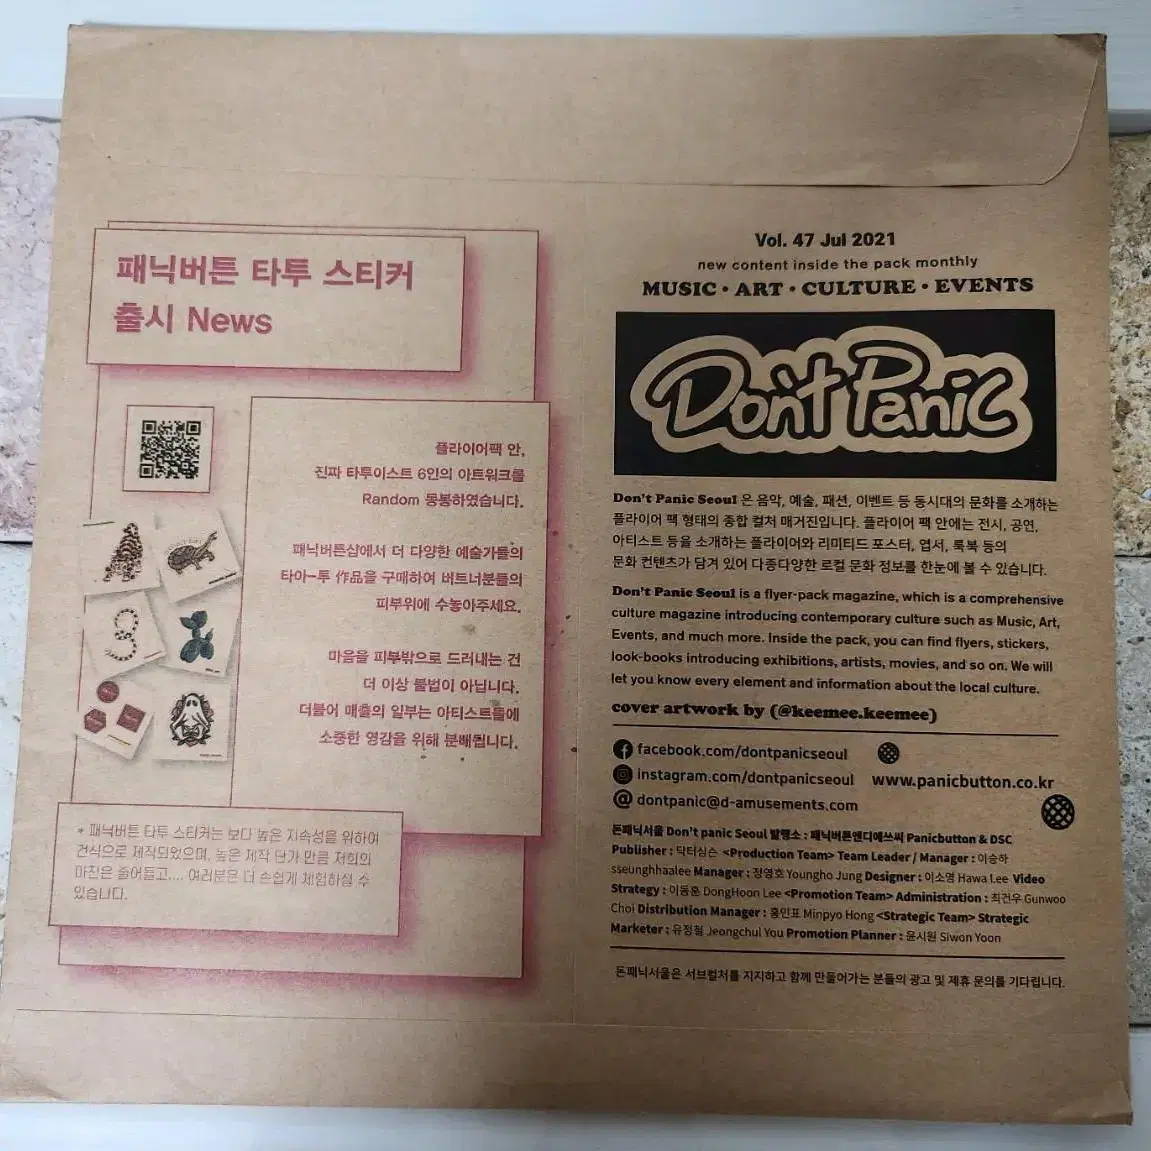 패닉버튼 타투 스티커
출시 News
플라이어팩 안,
진짜 타투이스트 6인의 아트워크를
Random 동봉하였습니다.
패닉버튼샵에서 더 다양한 예술가들의
타아-투 作品을 구매하여 버트너분들의
피부위에 수놓아주세요.
마음을 피부밖으로 드러내는 건
더 이상 불법이 아닙니다.
더불어 매출의 일부는 아티스트들에
소중한 영감을 위해 분배됩니다.
* 패닉버튼 타투 스티커는 보다 높은 지속성을 위하여
건식으로 제작되었으며, 높은 제작 단가 만큼 저희의
마진은 줄어들고.... 여러분은 더 손쉽게 체험하실 수
있습니다.
Vol. 47 Jul 2021
new content inside the pack monthly
MUSIC • ART • CULTURE • EVENTS
Don't Panic
Don't Panic Seoul 은 음악, 예술, 패션, 이벤트 등 동시대의 문화를 소개하는
플라이어 팩 형태의 종합 컬처 매거진입니다. 플라이어 팩 안에는 전시, 공연,
아티스트 등을 소개하는 플라이어와 리미티드 포스터, 엽서, 룩북 등의
문화 컨텐츠가 담겨 있어 다종다양한 로컬 문화 정보를 한눈에 볼 수 있습니다.
Don't Panic Seoul is a flyer-pack magazine, which is a comprehensive
culture magazine introducing contemporary culture such as Music, Art,
Events, and much more. Inside the pack, you can find flyers, stickers,
look-books introducing exhibitions, artists, movies, and so on. We will
let you know every element and information about the local culture.
cover artwork by (@keemee.keemee)
facebook.com/dontpanicseoul
instagram.com/dontpanicseoul www.panicbutton.co.kr
dontpanic@d-amusements.com
돈패닉서울 Don't panic Seoul 발행소 : 패닉버튼앤디에쓰씨 Panicbutton & DSC
Publisher : 닥터싱슨 <Production Team> Team Leader / Manager : 이승하
sseunghhaalee Manager : 정영호 Youngho Jung Designer : 이소영 Hawa Lee Video
Strategy : 이동훈 DongHoon Lee <Promotion Team> Administration : 최건우 Gunwoo
Choi Distribution Manager : 홍인표 Minpyo Hong <Strategic Team> Strategic
Marketer : 유정철 Jeongchul You Promotion Planner : 윤시원 Siwon Yoon
돈패닉서울은 서브컬처를 지지하고 함께 만들어가는 분들의 광고 및 제휴 문의를 기다립니다.